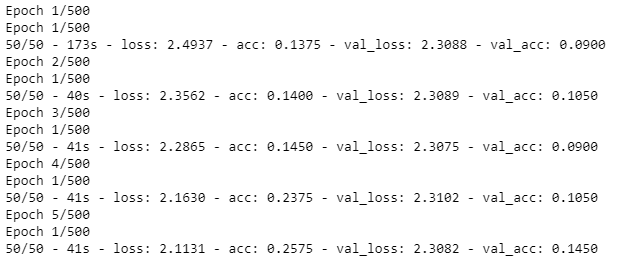 Epoch 1/500
Epoch 1/500
50/50 - 173s - loss: 2.4937 - acc: 0.1375 - val_loss: 2.3088 - val_acc: 0.0900
Epoch 2/500
Epoch 1/500
50/50 - 40s - loss: 2.3562 - acc: 0.1400 - val_loss: 2.3089 - val_acc: 0.1050
Epoch 3/500
Epoch 1/500
50/50 - 41s - loss: 2.2865 - acc: 0.1450 - val_loss: 2.3075 - val_acc: 0.0900
Epoch 4/500
Epoch 1/500
50/50 - 41s - loss: 2.1630 - acc: 0.2375 - val_loss: 2.3102 - val_acc: 0.1050
Epoch 5/500
Epoch 1/500
50/50 - 41s - loss: 2.1131 - acc: 0.2575 - val_loss: 2.3082 - val_acc: 0.1450